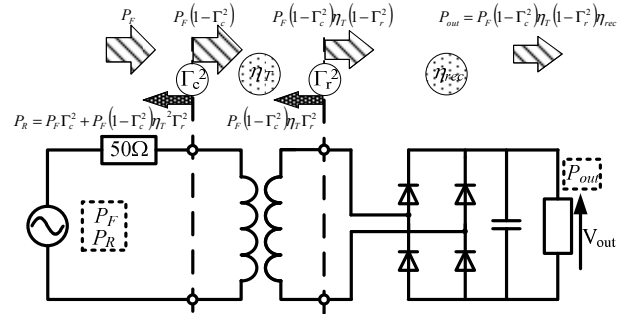 P_F
P_F(1-Γ_c^2)
P_F(1-Γ_c^2)η_T(1-Γ_r^2)
P_out = P_F(1-Γ_c^2)η_T(1-Γ_r^2)η_rec
Γ_c^2
η_T
Γ_r^2
η_rec
P_R = P_FΓ_c^2 + P_F(1-Γ_c^2)η_T^2Γ_r^2
P_F(1-Γ_c^2)η_TΓ_r^2
50Ω
P_F
P_R
P_out
V_out